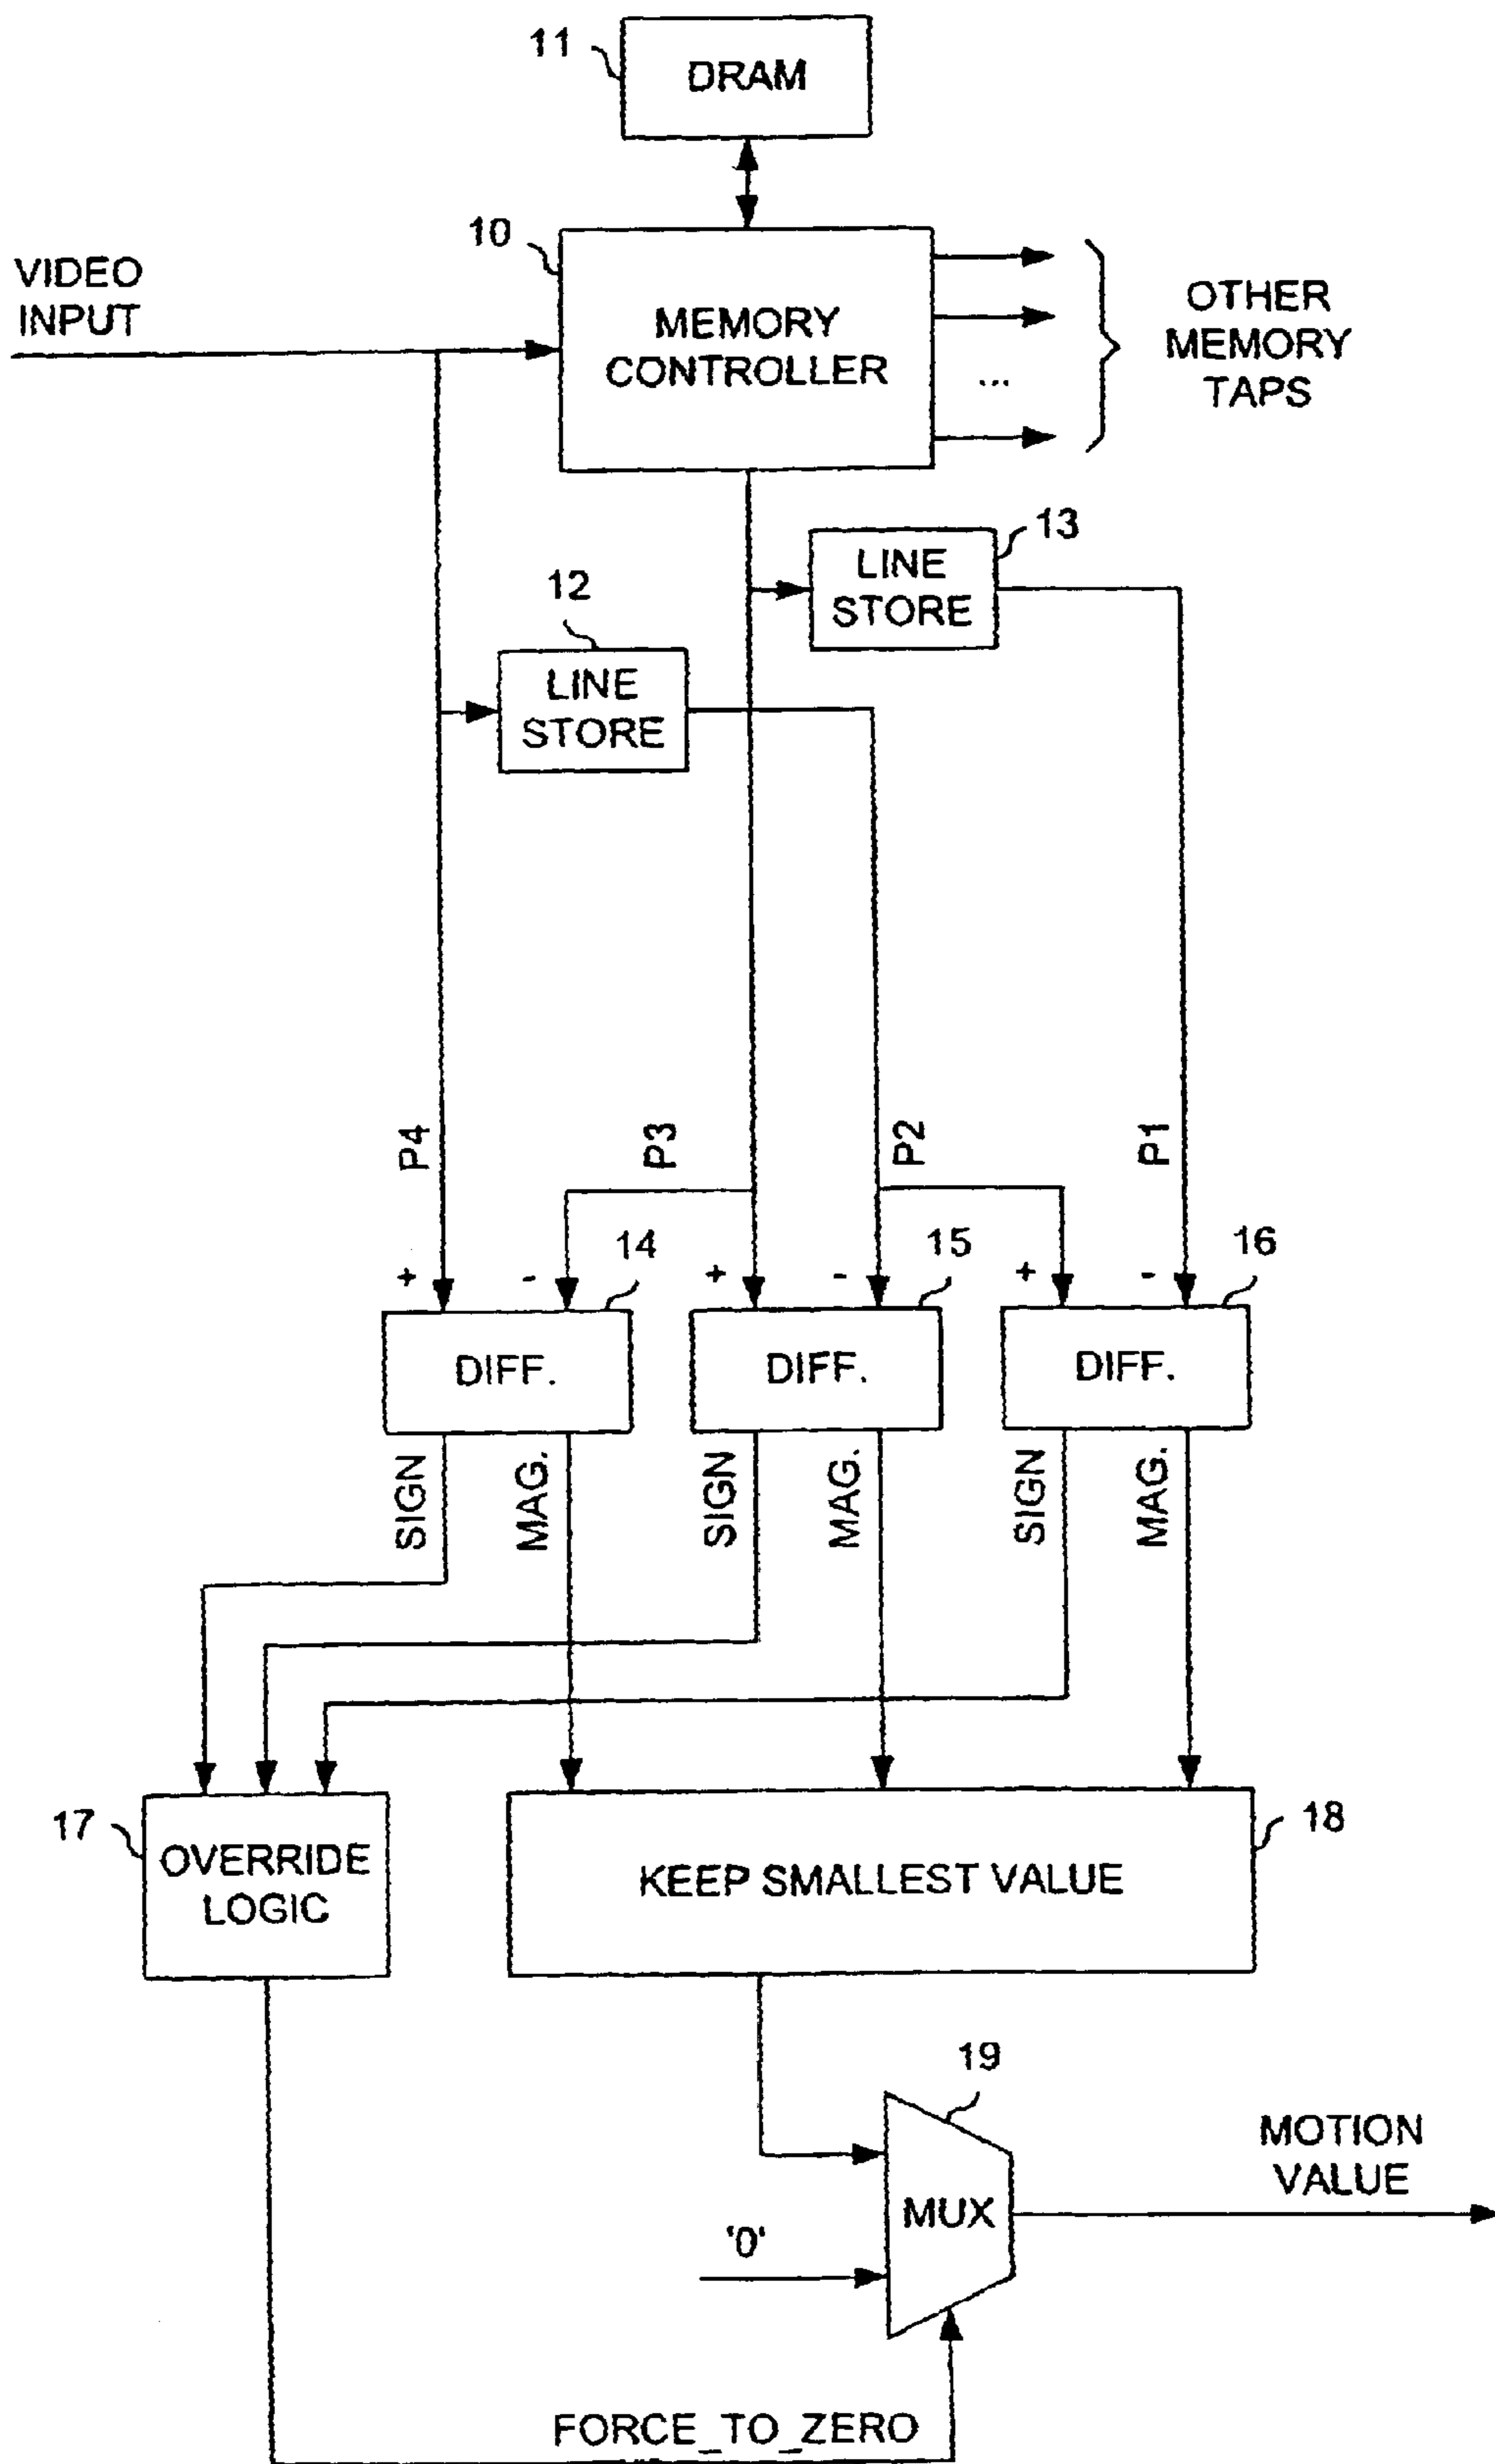 11
DRAM
10
VIDEO
INPUT
MEMORY
CONTROLLER
...
OTHER
MEMORY
TAPS
13
LINE
STORE
12
LINE
STORE
P4
P3
P2
P1
+
-
14
+
-
15
+
-
16
DIFF.
DIFF.
DIFF.
SIGN
MAG.
SIGN
MAG.
SIGN
MAG.
17
OVERRIDE
LOGIC
KEEP SMALLEST VALUE
18
19
MUX
'0'
MOTION
VALUE
FORCE_TO_ZERO